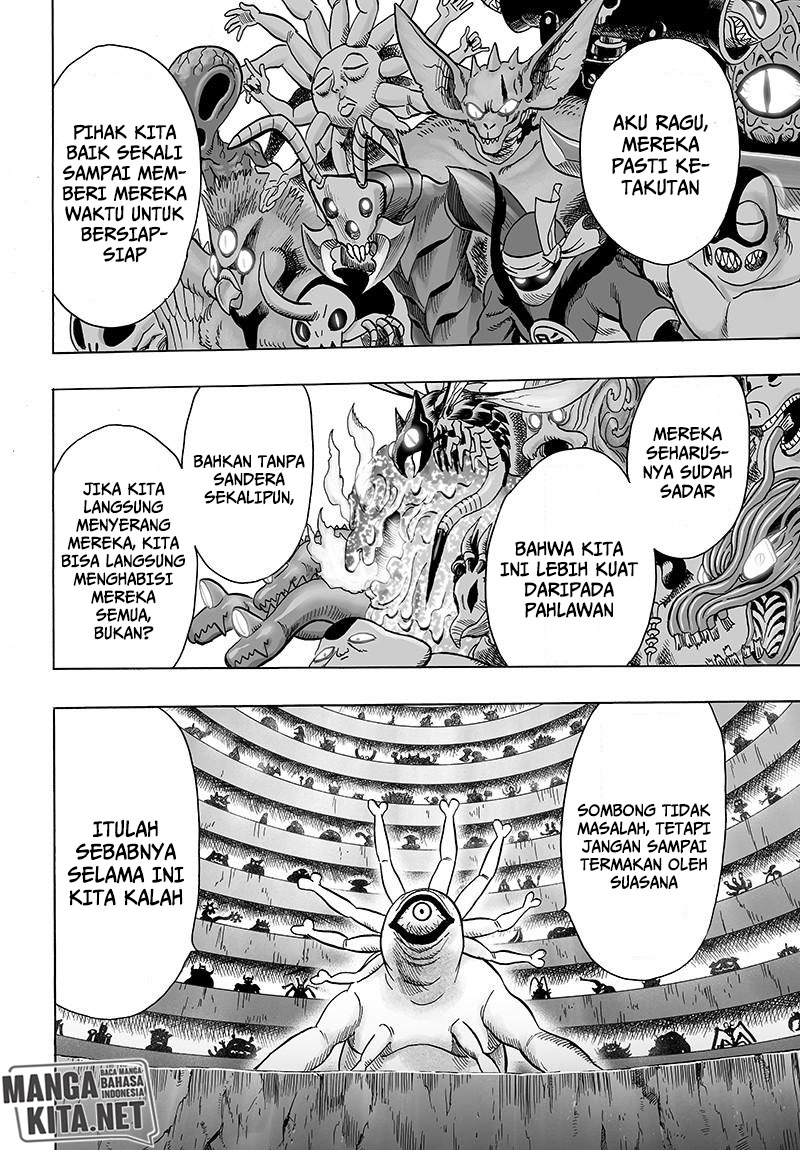 AKU RAGU,
MEREKA
PASTI KE-
TAKUTAN
PIHAK KITA
BAIK SEKALI
SAMPAI MEM-
BERI MEREKA
WAKTU UNTUK
BERSIAP-
SIAP
MEREKA
SEHARUS-
NYA SUDAH
SADAR
BAHWA KITA
INI LEBIH KUAT
DARIPADA
PAHLAWAN
BAHKAN TANPA
SANDERA
SEKALIPUN,
JIKA KITA
LANGSUNG
MENYERANG
MEREKA, KITA
BISA LANGSUNG
MENGHABISI
MEREKA
SEMUA,
BUKAN?
SOMBONG TIDAK
MASALAH, TETAPI
JANGAN SAMPAI
TERMAKAN OLEH
SUASANA
ITULAH
SEBABNYA
SELAMA INI
KITA KALAH
MANGA
KITA.NET
BACA MANGA
BAHASA
INDONESIA